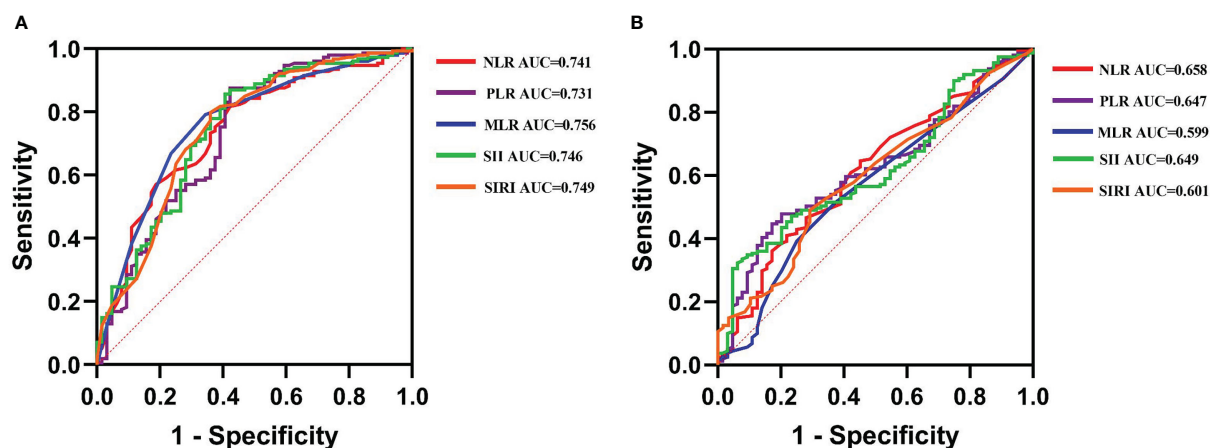 A
Sensitivity
1.0
0.8
0.6
0.4
0.2
0.0
0.0 0.2 0.4 0.6 0.8 1.0
1 - Specificity
NLR AUC=0.741
PLR AUC=0.731
MLR AUC=0.756
SII AUC=0.746
SIRI AUC=0.749
B
Sensitivity
1.0
0.8
0.6
0.4
0.2
0.0
0.0 0.2 0.4 0.6 0.8 1.0
1 - Specificity
NLR AUC=0.658
PLR AUC=0.647
MLR AUC=0.599
SII AUC=0.649
SIRI AUC=0.601